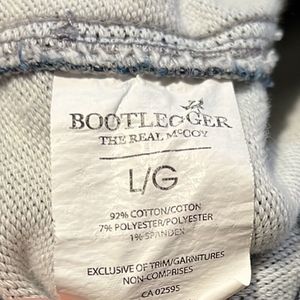 BOOTLEGGER
THE REAL McCOY
L/G
92% COTTON/COTON
7% POLYESTER/POLYESTER
1% SPANDEX
EXCLUSIVE OF TRIM/GARNITURES
NON-COMPRISES
CA 02595